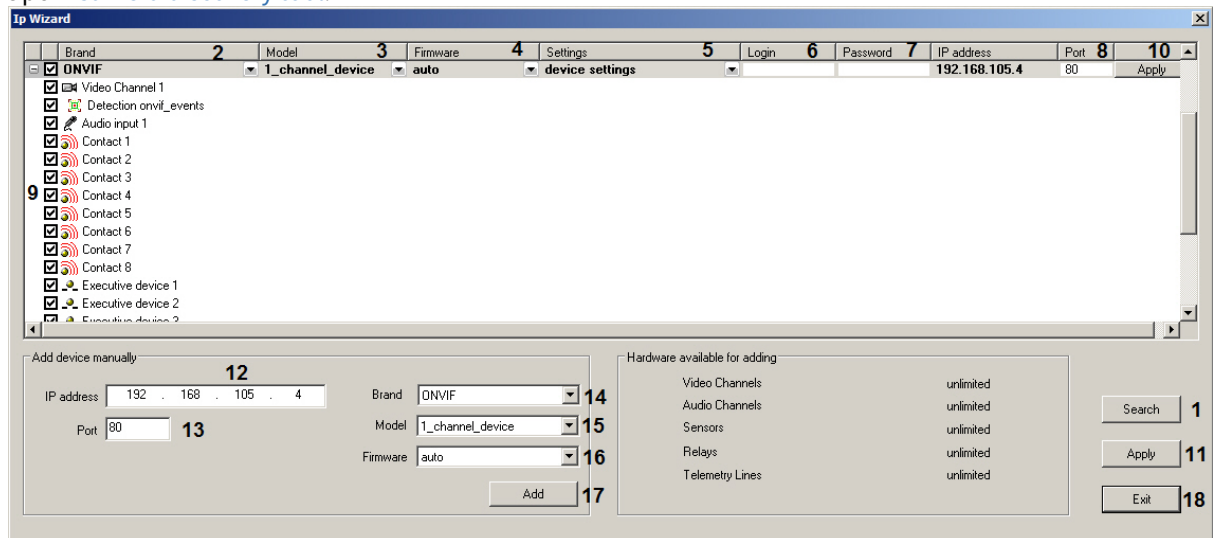 Ip Wizard
Brand 2 Model 3 Firmware 4 Settings 5 Login 6 Password 7 IP address Port 8 10
ONVIF 1_channel_device auto device settings 192.168.105.4 80 Apply
Video Channel 1
Detection onvif_events
Audio input 1
Contact 1
Contact 2
Contact 3
9 Contact 4
Contact 5
Contact 6
Contact 7
Contact 8
Executive device 1
Executive device 2
Executive device 3
Add device manually
12
IP address 192 . 168 . 105 . 4
Port 80 13
Brand ONVIF 14
Model 1_channel_device 15
Firmware auto 16
Add 17
Hardware available for adding
Video Channels unlimited
Audio Channels unlimited
Sensors unlimited
Relays unlimited
Telemetry Lines unlimited
Search 1
Apply 11
Exit 18